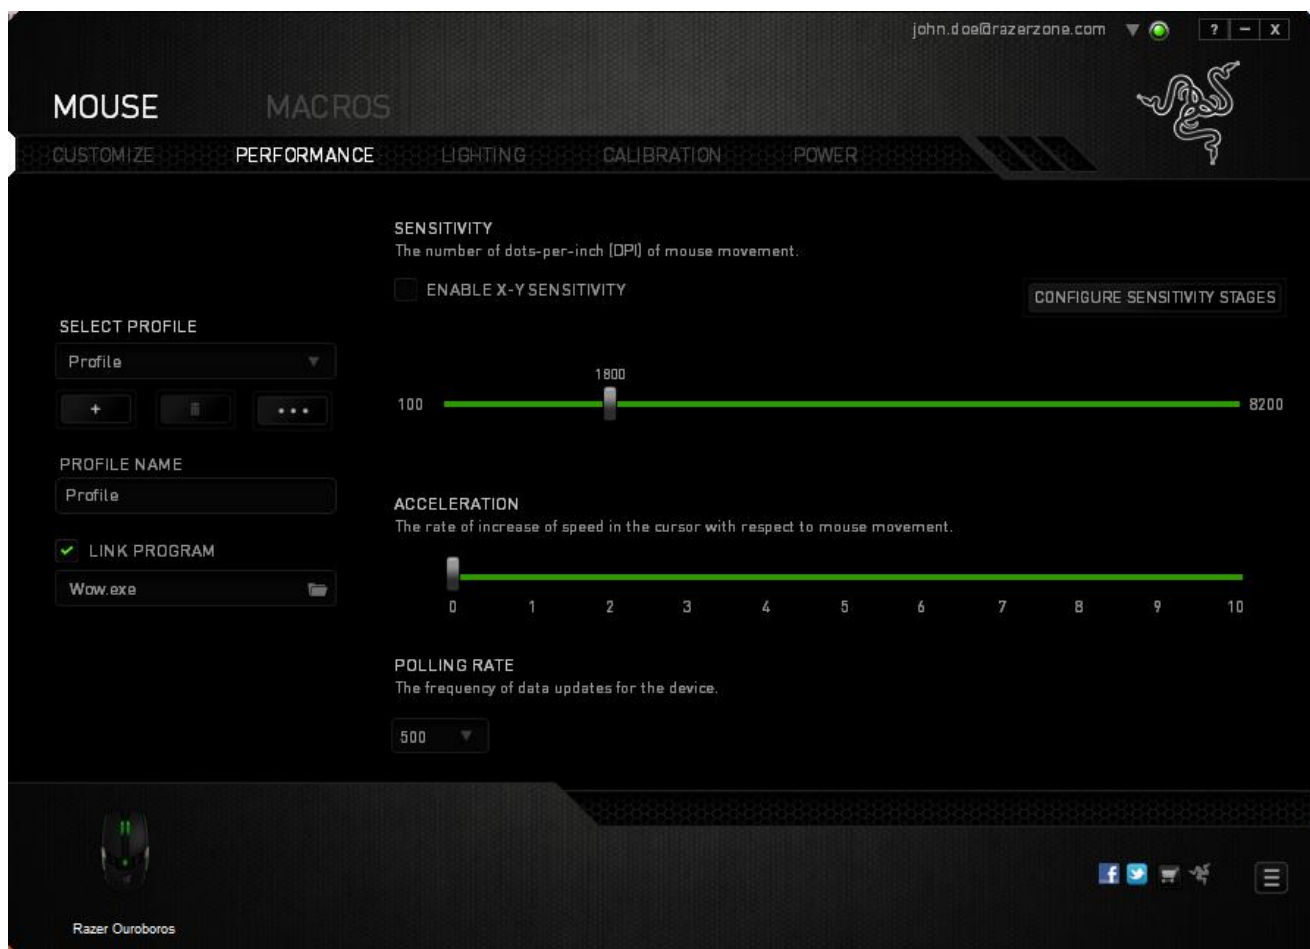 john.doe@razerzone.com
? – X
MOUSE MACROS
CUSTOMIZE PERFORMANCE LIGHTING CALIBRATION POWER
SENSITIVITY
The number of dots-per-inch (DPI) of mouse movement.
ENABLE X-Y SENSITIVITY
CONFIGURE SENSITIVITY STAGES
SELECT PROFILE
Profile
+ •••
1800
100 8200
PROFILE NAME
Profile
LINK PROGRAM
Wow.exe
ACCELERATION
The rate of increase of speed in the cursor with respect to mouse movement.
0 1 2 3 4 5 6 7 8 9 10
POLLING RATE
The frequency of data updates for the device.
500
f
Razer Ouroboros